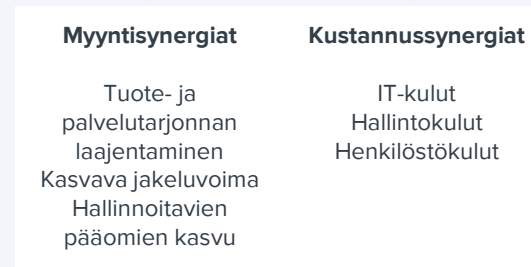 Myyntisynergiat
Tuote- ja
palvelutarjonnan
laajentaminen
Kasvava jakeluvoima
Hallinnoitavien
pääomien kasvu
Kustannussynergiat
IT-kulut
Hallintokulut
Henkilöstökulut